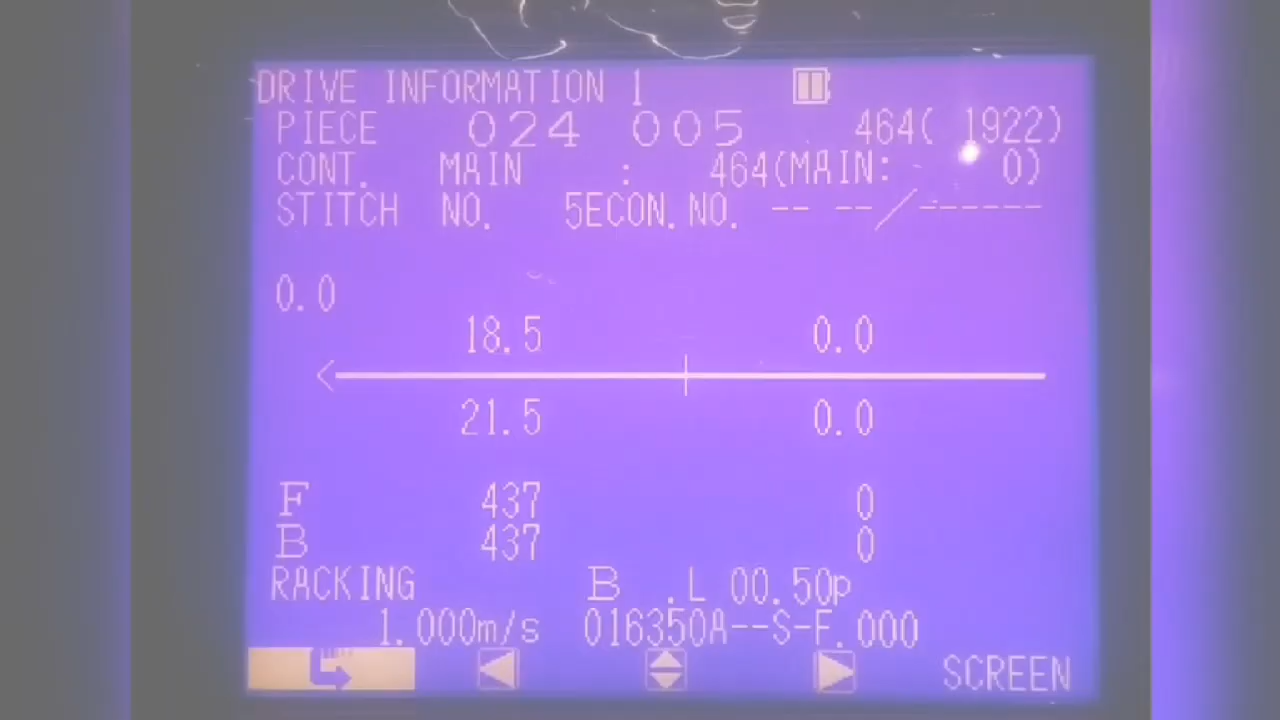 DRIVE INFORMATION 1
PIECE 024 005 464( 1922)
CONT. MAIN : 464(MAIN: 0)
STITCH NO. 5ECON.NO. -- --/------
0.0
18.5 0.0
21.5 0.0
F 437 0
B 437 0
RACKING B .L 00.50p
1.000m/s 016350A--S-F.000
SCREEN